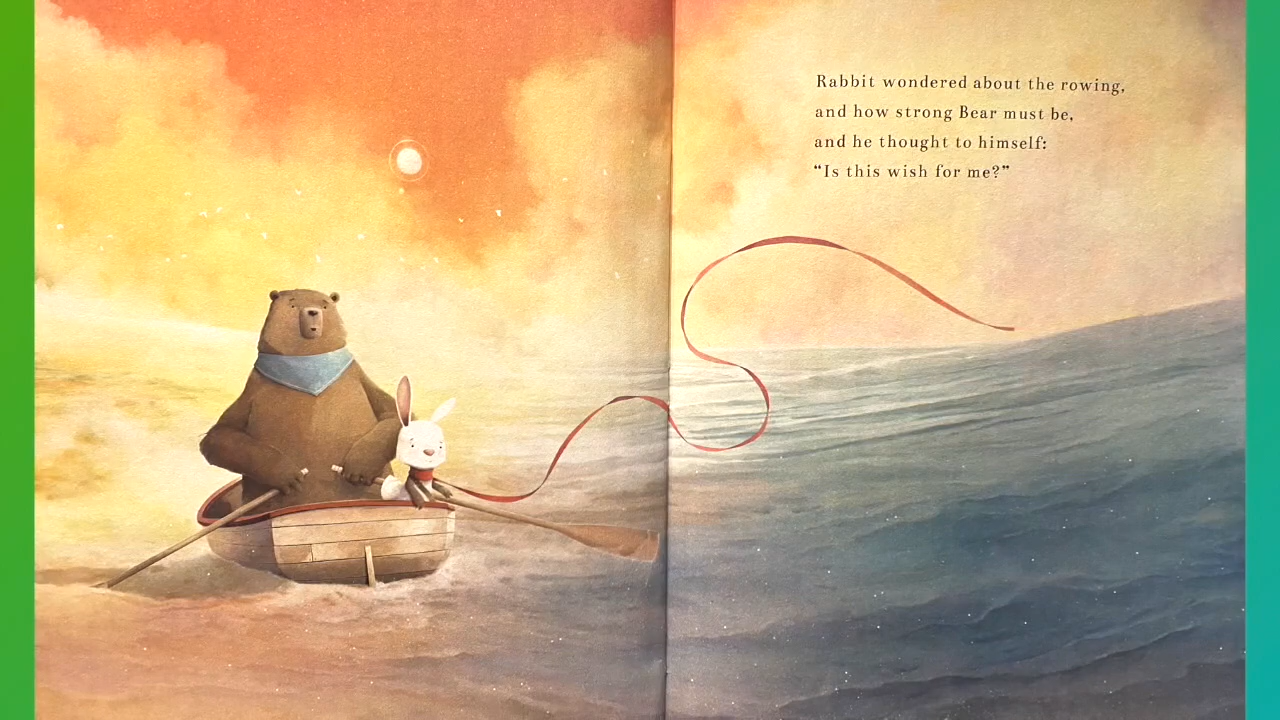 Rabbit wondered about the rowing,
and how strong Bear must be,
and he thought to himself:
“Is this wish for me?”